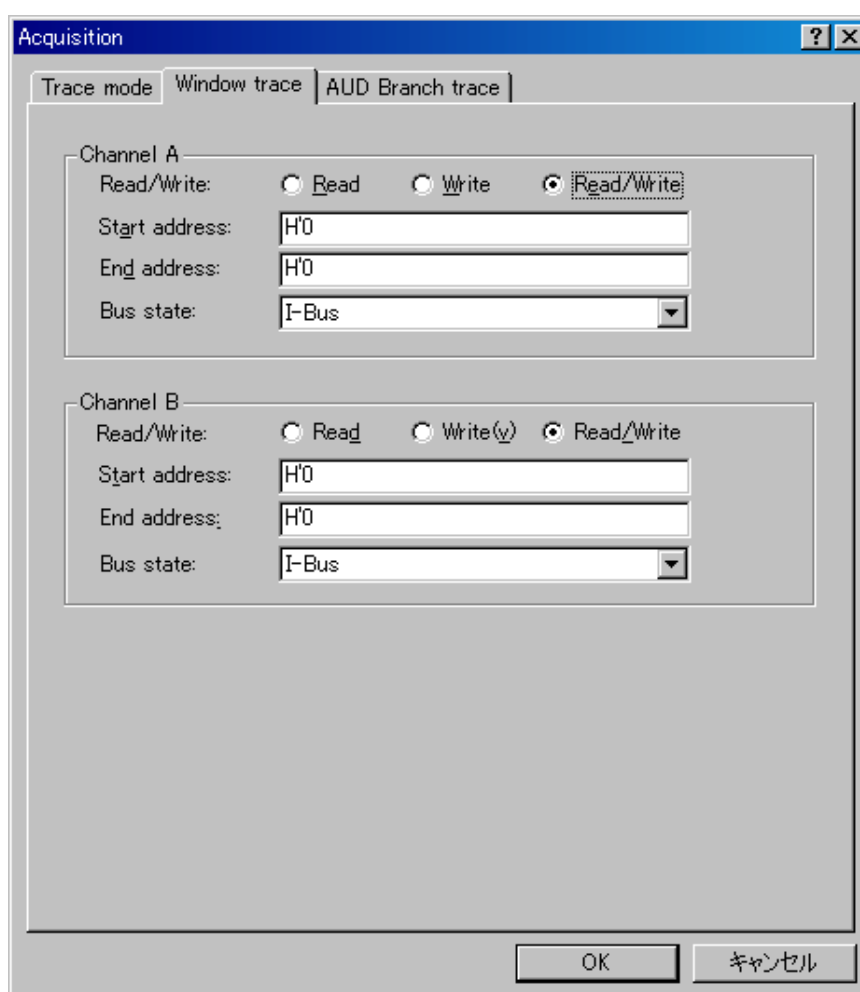 Acquisition
Trace mode Window trace AUD Branch trace
Channel A
Read/Write: Read Write Read/Write
Start address: H'0
End address: H'0
Bus state: I-Bus
Channel B
Read/Write: Read Write(v) Read/Write
Start address: H'0
End address: H'0
Bus state: I-Bus
OK キャンセル